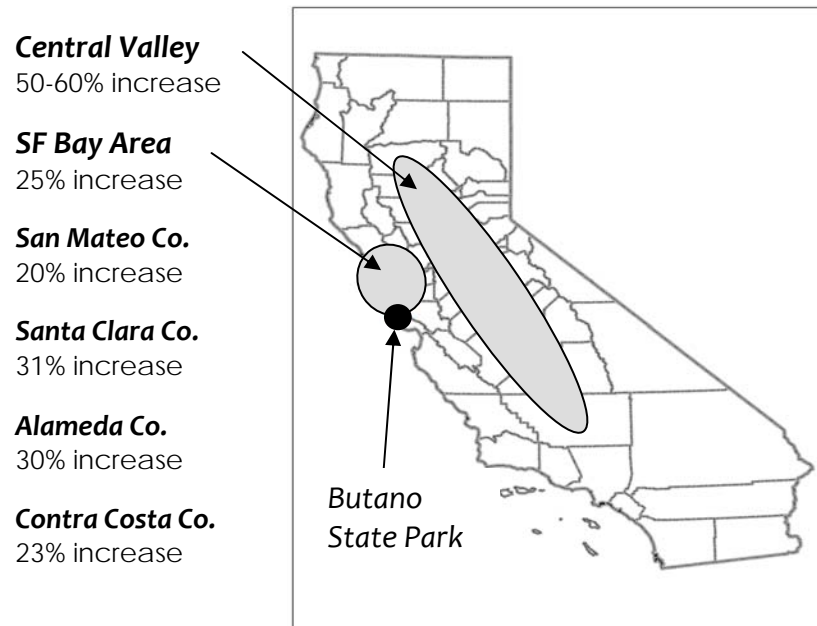 Central Valley
50-60% increase
SF Bay Area
25% increase
San Mateo Co.
20% increase
Santa Clara Co.
31% increase
Alameda Co.
30% increase
Contra Costa Co.
23% increase
Butano
State Park